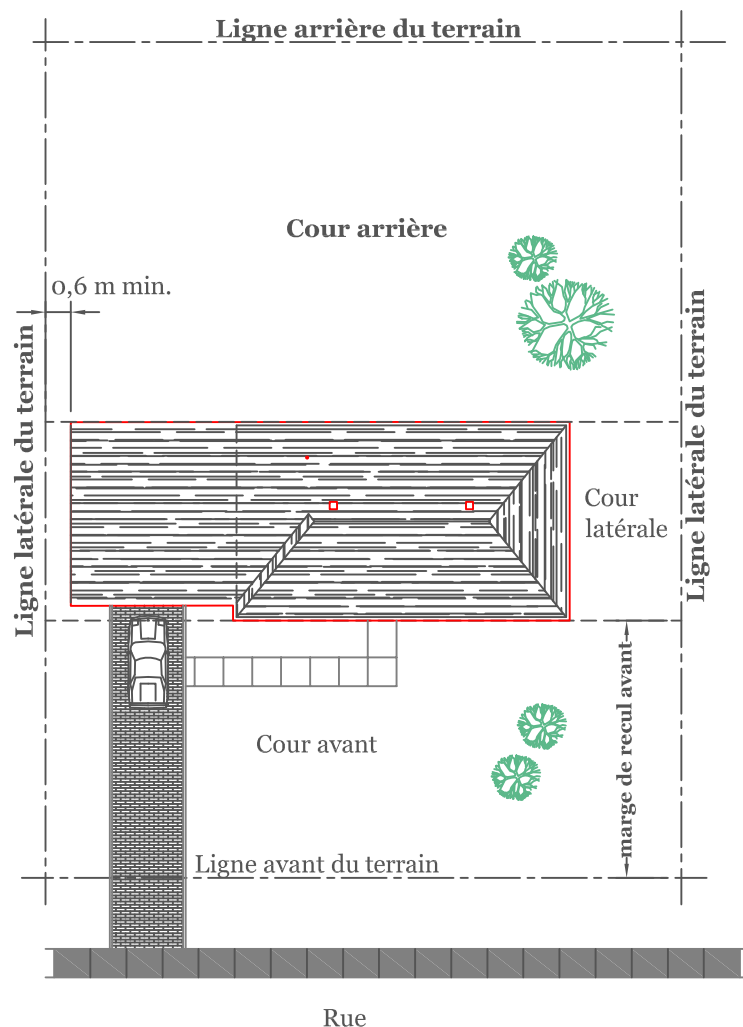 Ligne arrière du terrain
Cour arrière
0,6 m min.
Ligne latérale du terrain
Ligne latérale du terrain
Cour
latérale
marge de recul avant
Cour avant
Ligne avant du terrain
Rue